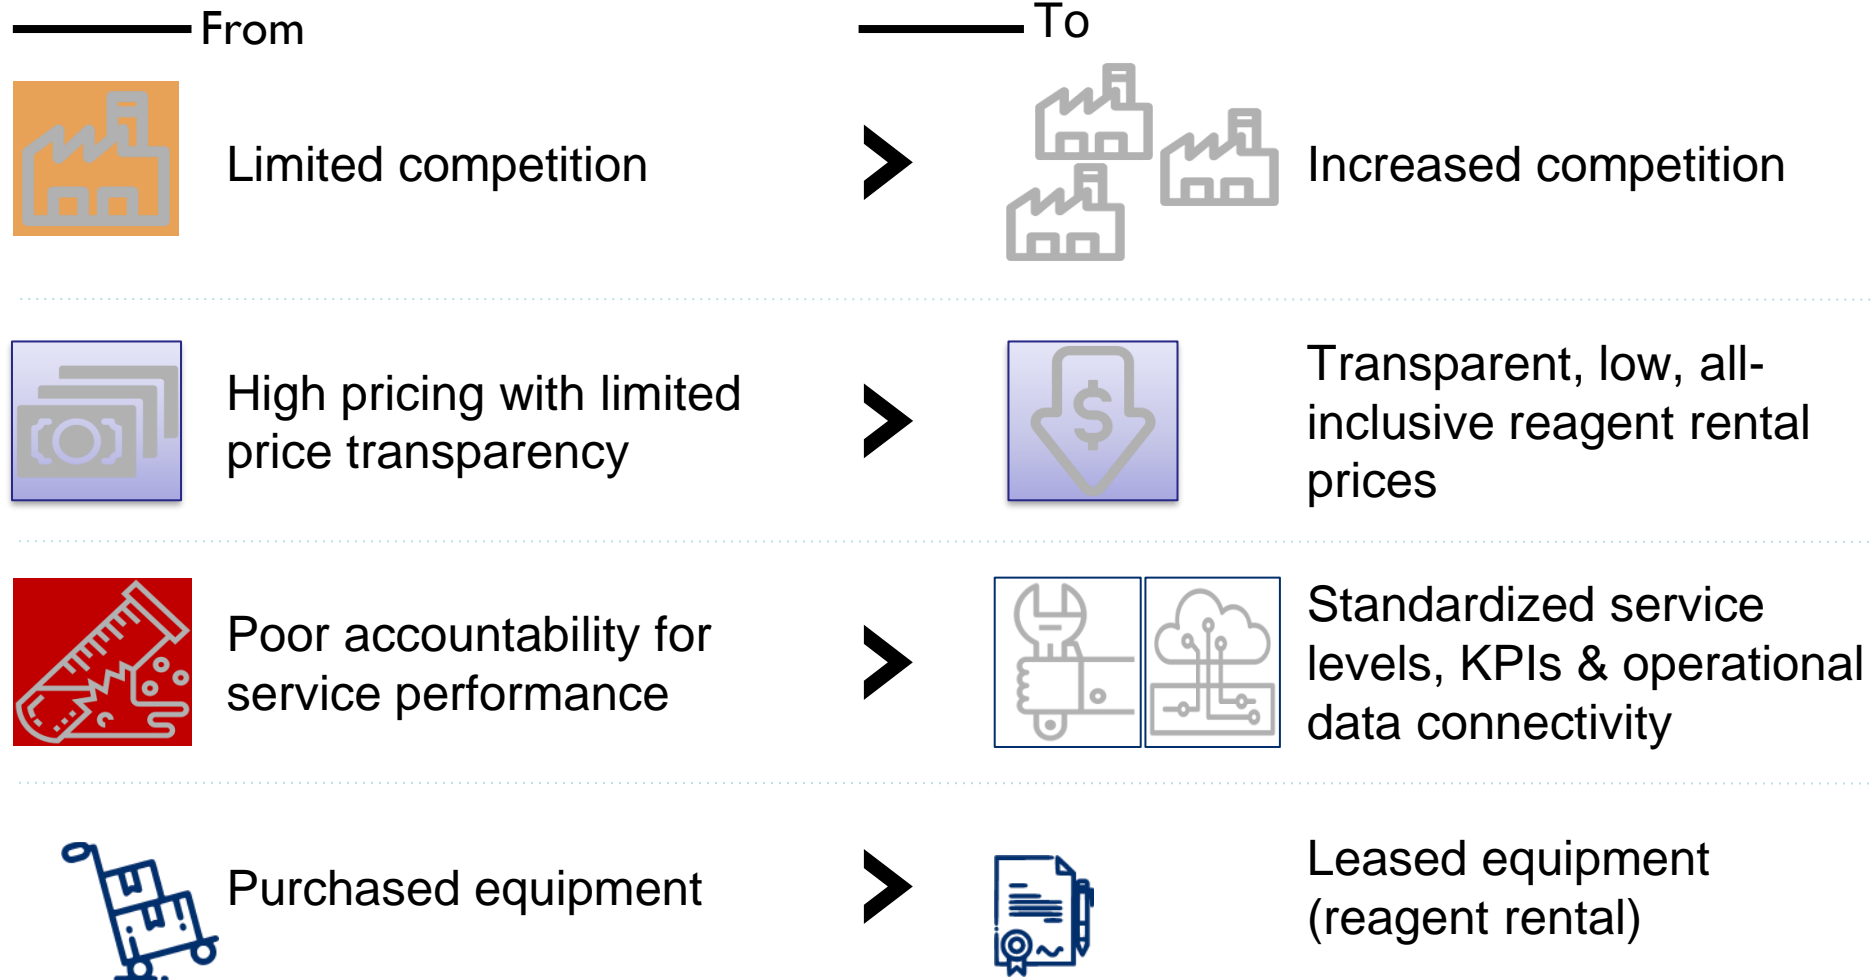 From
To
Limited competition
Increased competition
High pricing with limited
price transparency
Transparent, low, all-
inclusive reagent rental
prices
Poor accountability for
service performance
Standardized service
levels, KPIs & operational
data connectivity
Purchased equipment
Leased equipment
(reagent rental)